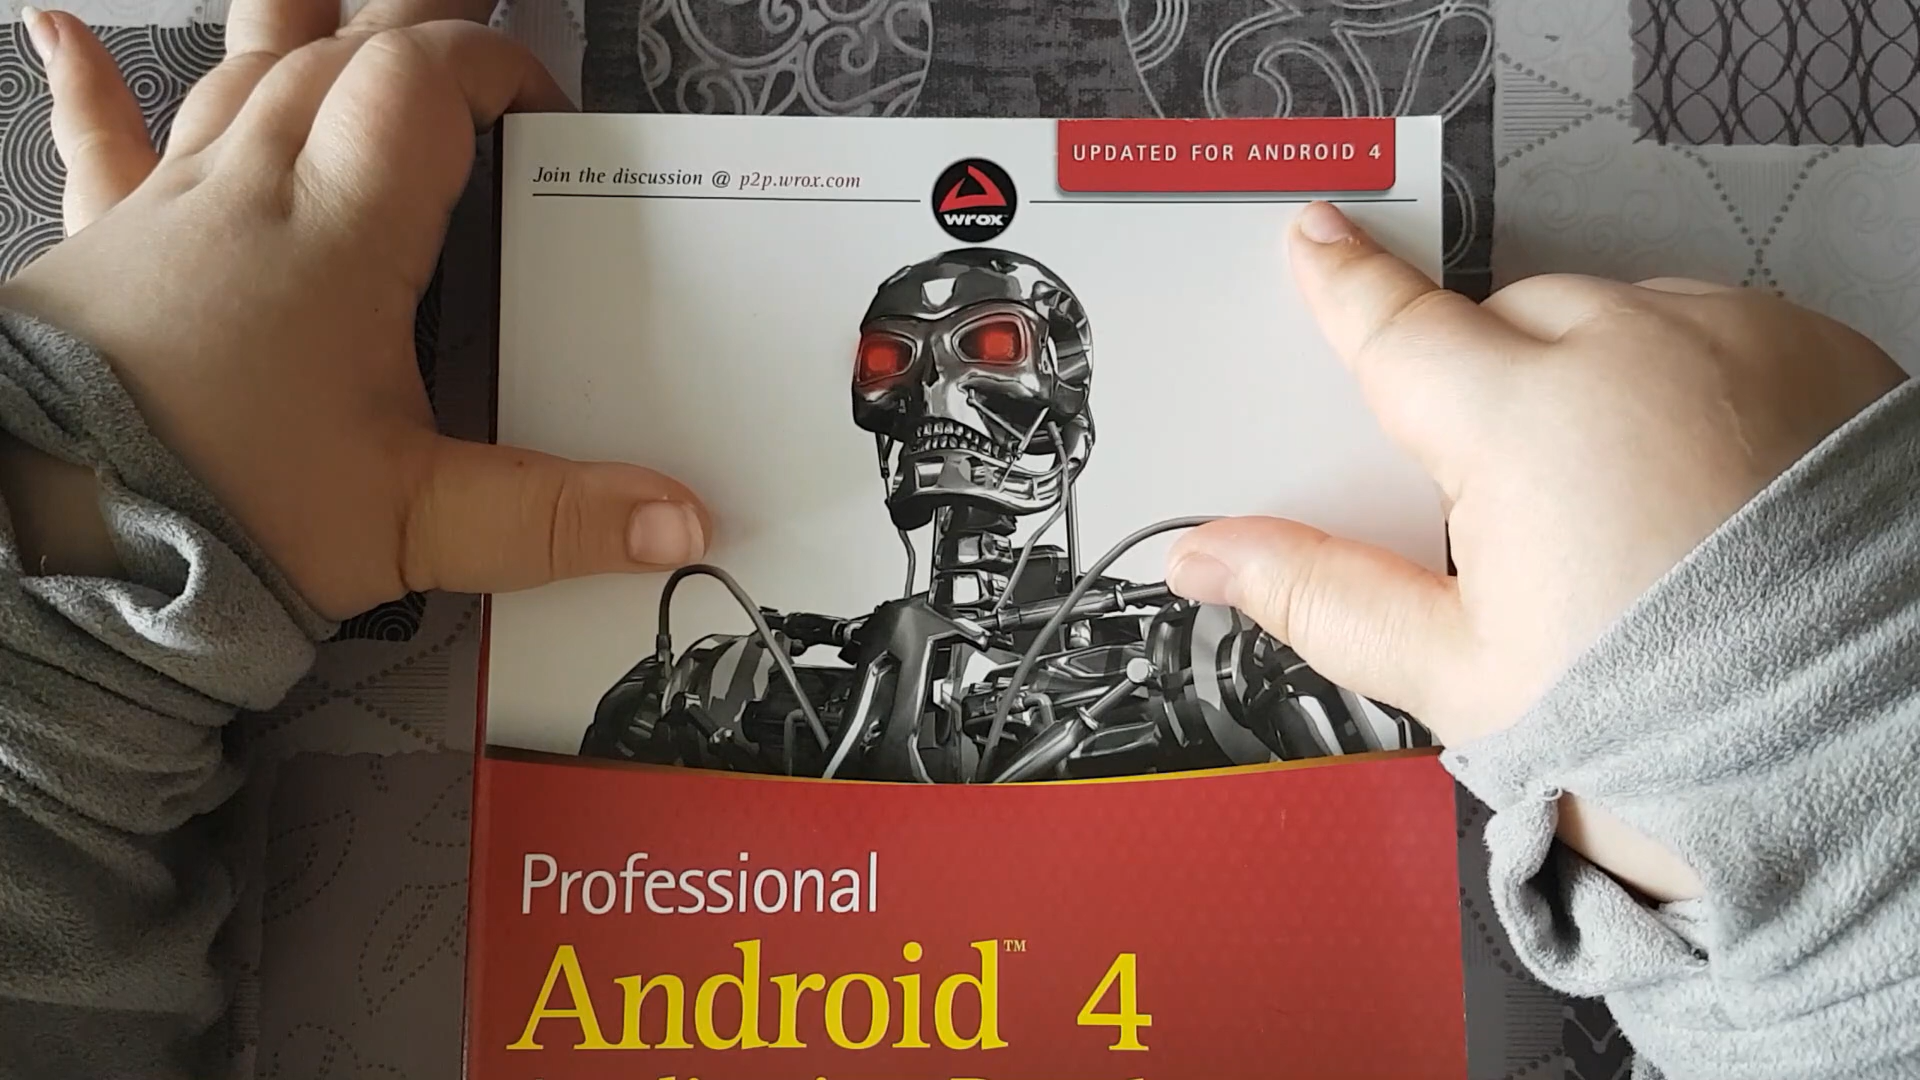 Join the discussion @ p2p.wrox.com
wrox
UPDATED FOR ANDROID 4
Professional
Android™ 4